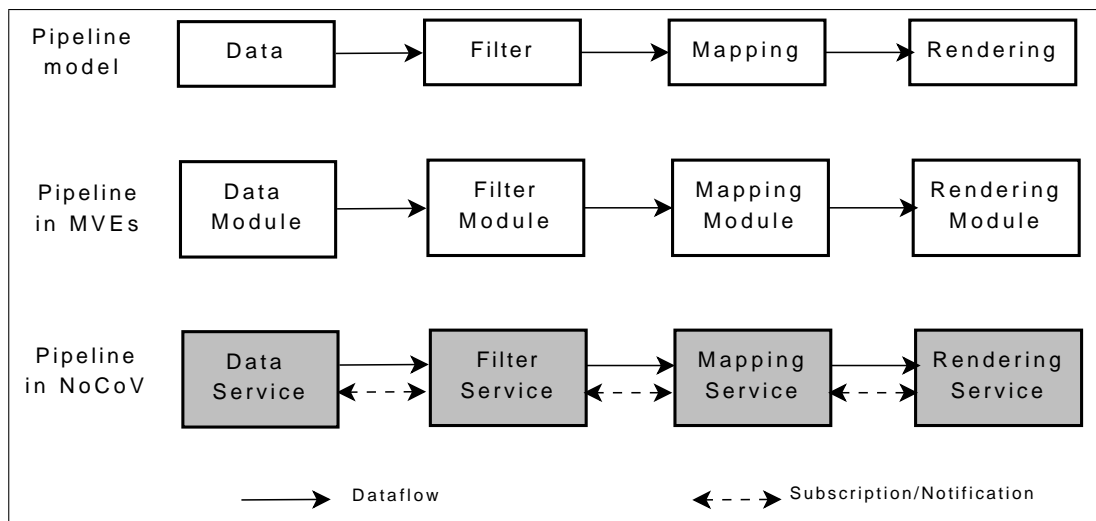 Pipeline
model
Data
Filter
Mapping
Rendering
Pipeline
in MVEs
Data
Module
Filter
Module
Mapping
Module
Rendering
Module
Pipeline
in NoCoV
Data
Service
Filter
Service
Mapping
Service
Rendering
Service
Dataflow
Subscription/Notification